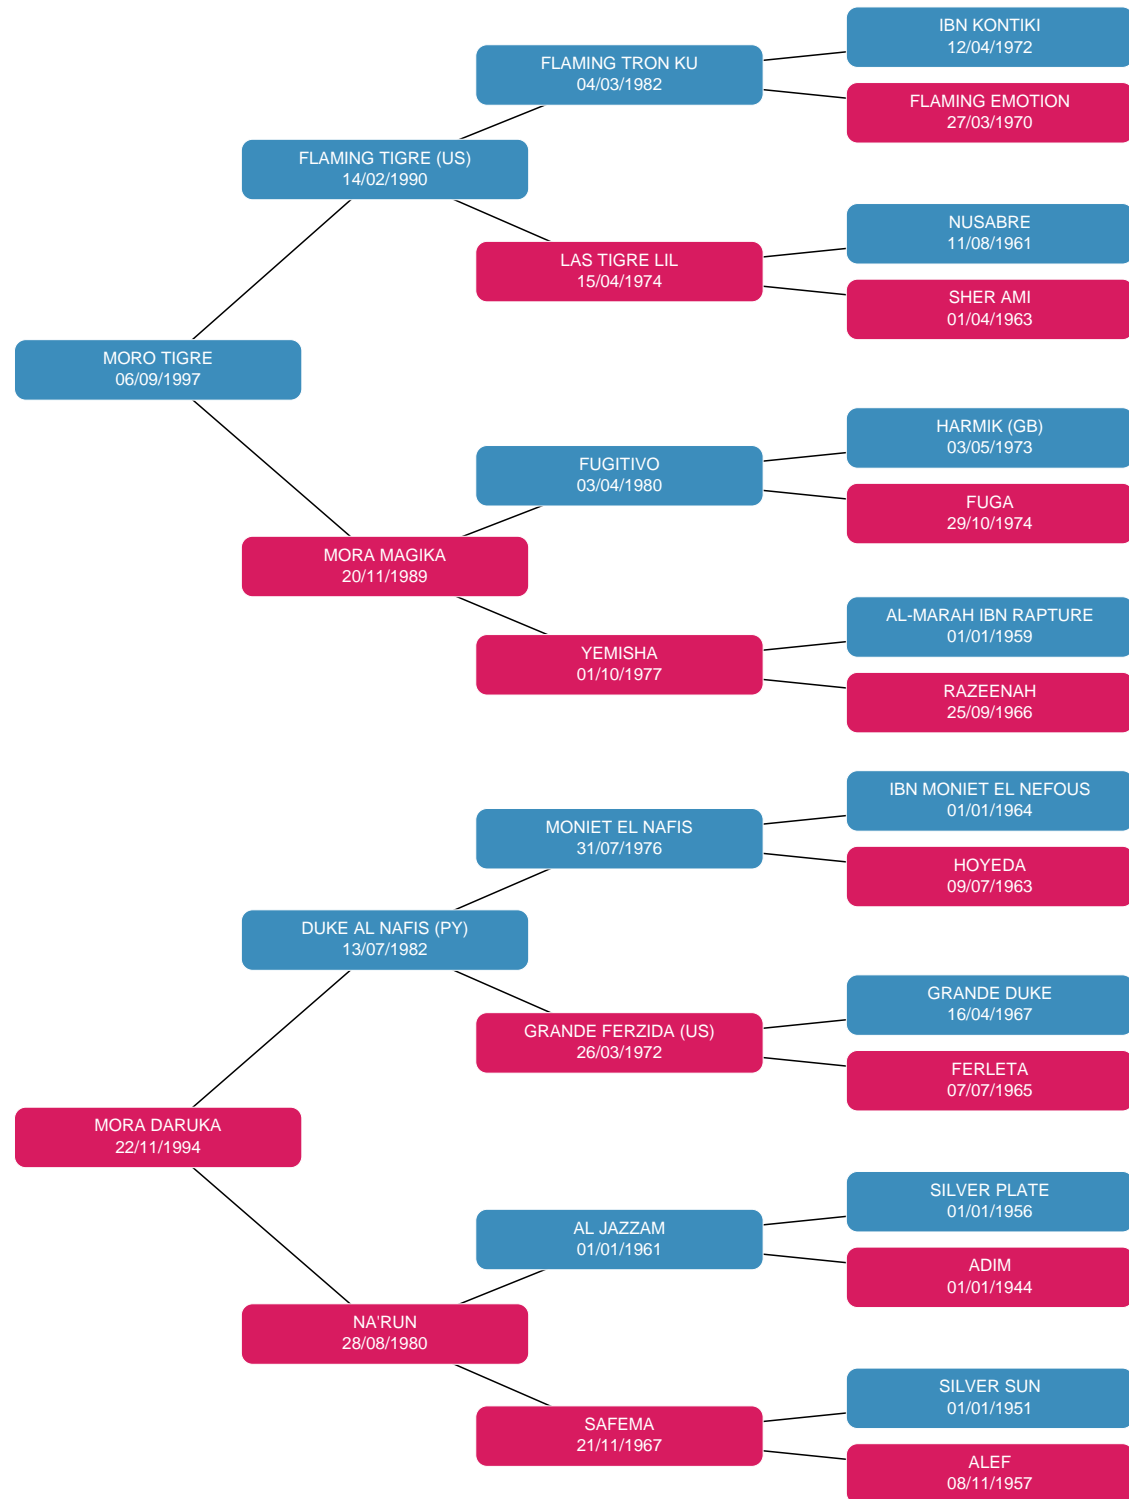 IBN KONTIKI
12/04/1972
FLAMING TRON KU
04/03/1982
FLAMING EMOTION
27/03/1970
FLAMING TIGRE (US)
14/02/1990
NUSABRE
11/08/1961
LAS TIGRE LIL
15/04/1974
SHER AMI
01/04/1963
MORO TIGRE
06/09/1997
HARMIK (GB)
03/05/1973
FUGITIVO
03/04/1980
FUGA
29/10/1974
MORA MAGIKA
20/11/1989
AL-MARAH IBN RAPTURE
01/01/1959
YEMISHA
01/10/1977
RAZEENAH
25/09/1966
IBN MONIET EL NEFOUS
01/01/1964
MONIET EL NAFIS
31/07/1976
HOYEDA
09/07/1963
DUKE AL NAFIS (PY)
13/07/1982
GRANDE DUKE
16/04/1967
GRANDE FERZIDA (US)
26/03/1972
FERLETA
07/07/1965
MORA DARUKA
22/11/1994
SILVER PLATE
01/01/1956
AL JAZZAM
01/01/1961
ADIM
01/01/1944
NA'RUN
28/08/1980
SILVER SUN
01/01/1951
SAFEMA
21/11/1967
ALEF
08/11/1957